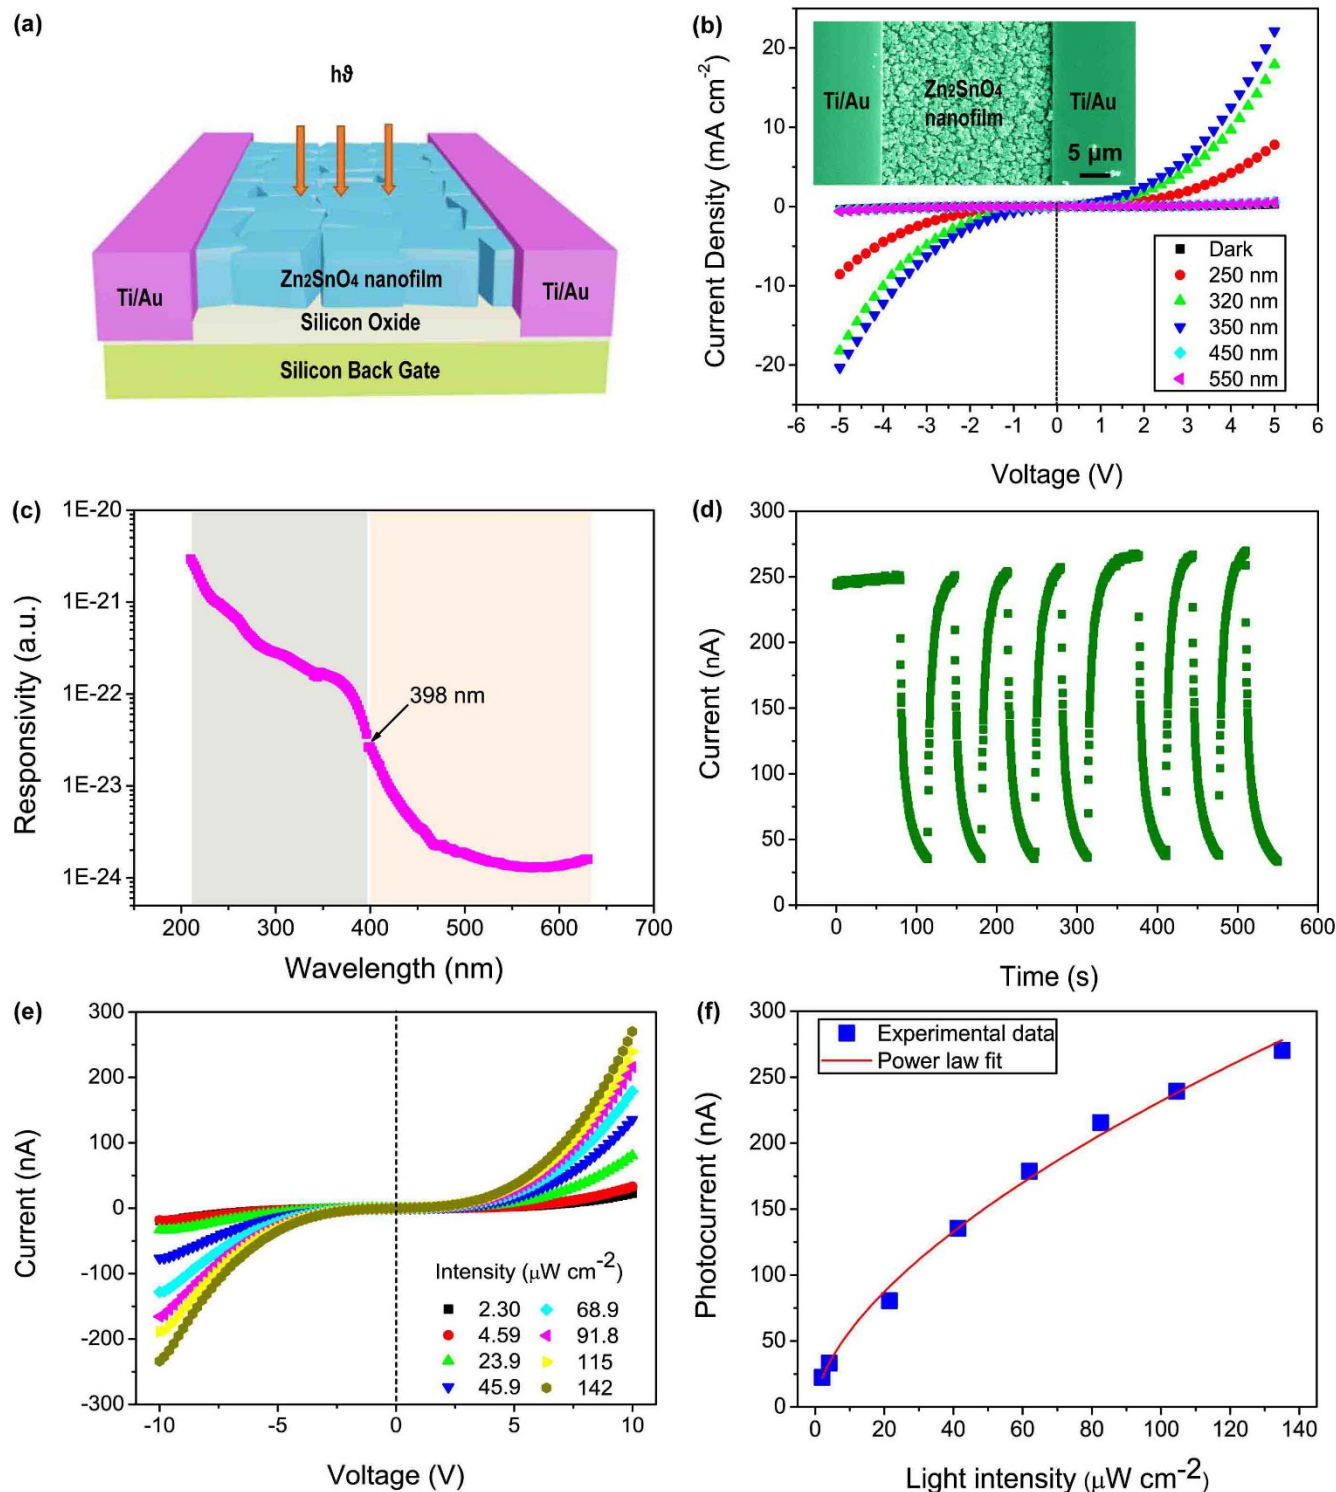 (a)
hϑ
Ti/Au
Zn₂SnO₄ nanofilm
Ti/Au
Silicon Oxide
Silicon Back Gate
(b)
Current Density (mA cm⁻²)
20
10
0
-10
-20
Ti/Au
Zn₂SnO₄
nanofilm
Ti/Au
5 μm
Dark
250 nm
320 nm
350 nm
450 nm
550 nm
-6 -5 -4 -3 -2 -1 0 1 2 3 4 5 6
Voltage (V)
(c)
Responsivity (a.u.)
1E-20
1E-21
1E-22
1E-23
1E-24
398 nm
200 300 400 500 600 700
Wavelength (nm)
(d)
Current (nA)
300
250
200
150
100
50
0
0 100 200 300 400 500 600
Time (s)
(e)
Current (nA)
300
200
100
0
-100
-200
-300
Intensity (μW cm⁻²)
2.30 68.9
4.59 91.8
23.9 115
45.9 142
-10 -5 0 5 10
Voltage (V)
(f)
Photocurrent (nA)
300
250
200
150
100
50
0
Experimental data
Power law fit
0 20 40 60 80 100 120 140
Light intensity (μW cm⁻²)